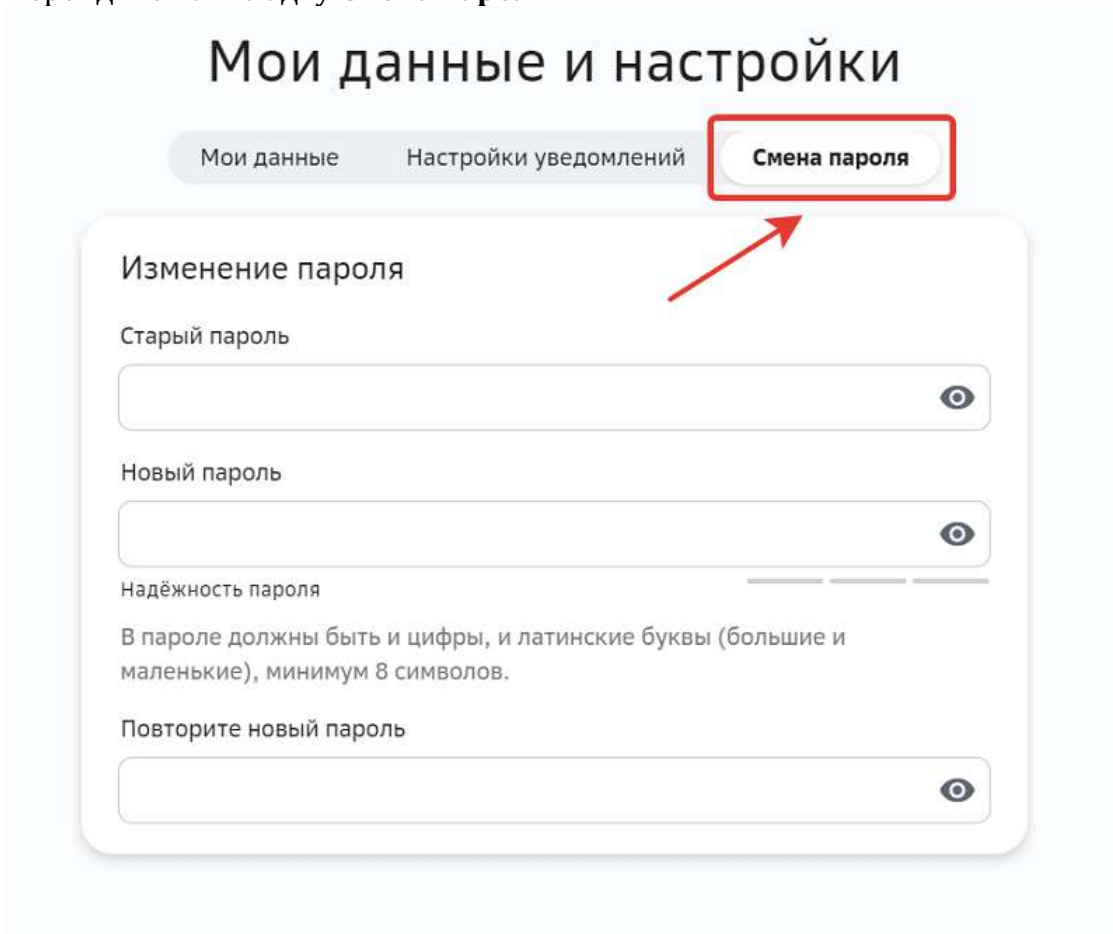 Мои данные и настройки
Мои данные Настройки уведомлений Смена пароля
Изменение пароля
Старый пароль
Новый пароль
Надёжность пароля
В пароле должны быть и цифры, и латинские буквы (большие и
маленькие), минимум 8 символов.
Повторите новый пароль